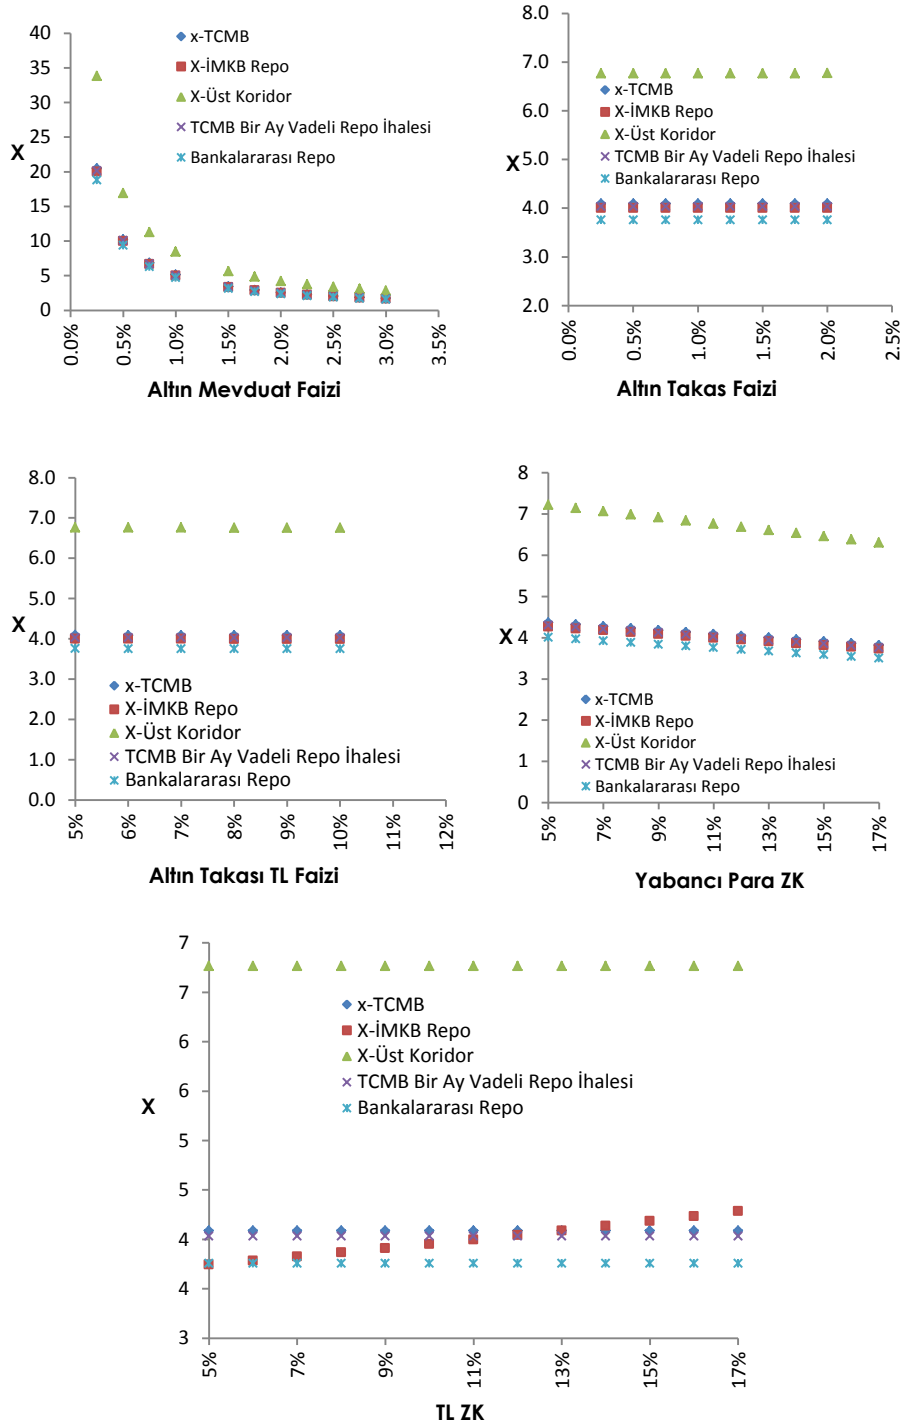 40
35
30
25
20
15
10
5
0
X
x-TCMB
X-İMKB Repo
X-Üst Koridor
TCMB Bir Ay Vadeli Repo İhalesi
Bankalararası Repo
0.0%
0.5%
1.0%
1.5%
2.0%
2.5%
3.0%
3.5%
Altın Mevduat Faizi
8.0
7.0
6.0
5.0
4.0
3.0
2.0
X
x-TCMB
X-İMKB Repo
X-Üst Koridor
TCMB Bir Ay Vadeli Repo İhalesi
Bankalararası Repo
0.0%
0.5%
1.0%
1.5%
2.0%
2.5%
Altın Takas Faizi
8.0
7.0
6.0
5.0
4.0
3.0
2.0
1.0
0.0
X
x-TCMB
X-İMKB Repo
X-Üst Koridor
TCMB Bir Ay Vadeli Repo İhalesi
Bankalararası Repo
5%
6%
7%
8%
9%
10%
11%
12%
Altın Takası TL Faizi
8
7
6
5
4
3
2
1
0
X
x-TCMB
X-İMKB Repo
X-Üst Koridor
TCMB Bir Ay Vadeli Repo İhalesi
Bankalararası Repo
5%
7%
9%
11%
13%
15%
17%
Yabancı Para ZK
7
7
6
6
5
5
4
4
3
X
x-TCMB
X-İMKB Repo
X-Üst Koridor
TCMB Bir Ay Vadeli Repo İhalesi
Bankalararası Repo
5%
7%
9%
11%
13%
15%
17%
TL ZK